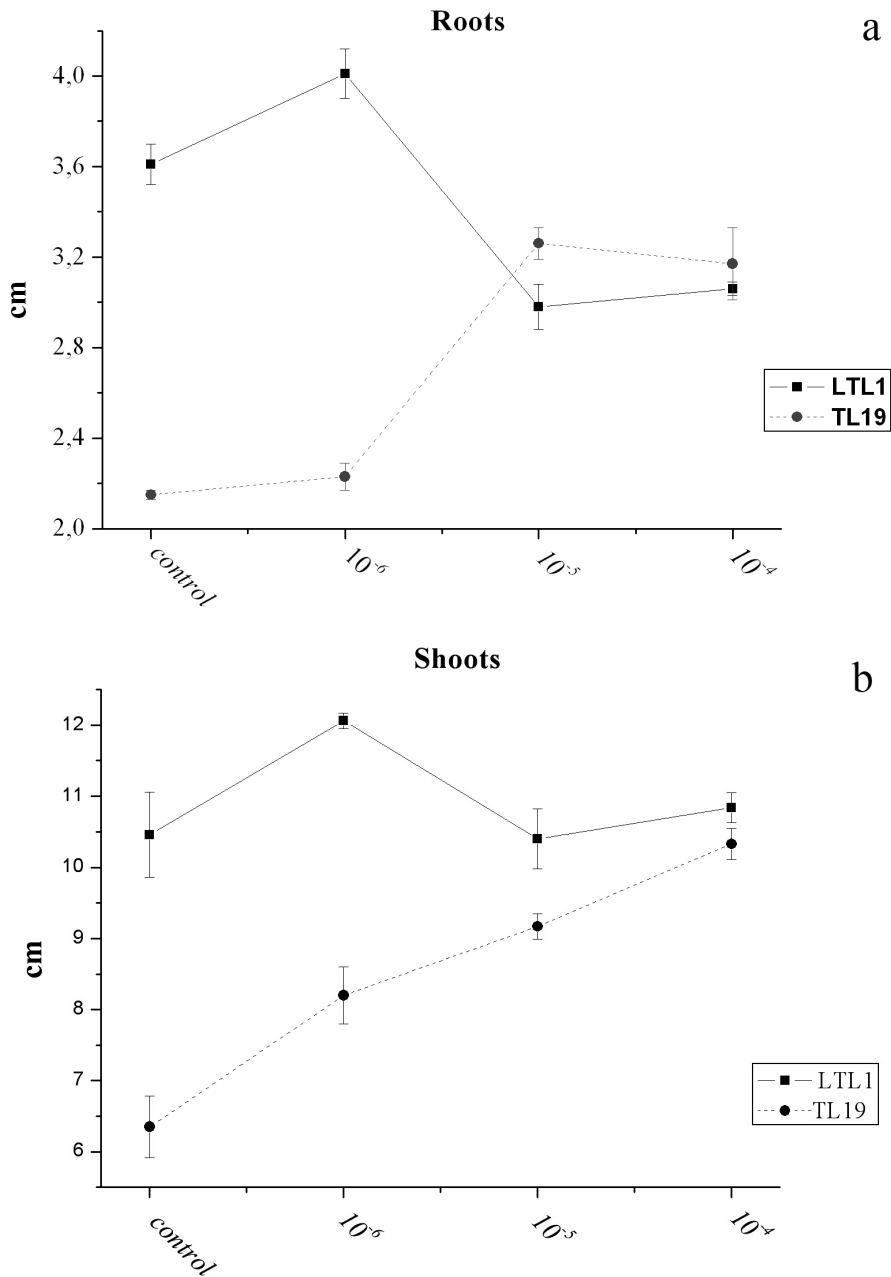 Roots
a
4,0
3,6
3,2
2,8
2,4
2,0
cm
LTL1
TL19
control
10⁻⁶
10⁻⁵
10⁻⁴
Shoots
b
12
11
10
9
8
7
6
cm
LTL1
TL19
control
10⁻⁶
10⁻⁵
10⁻⁴